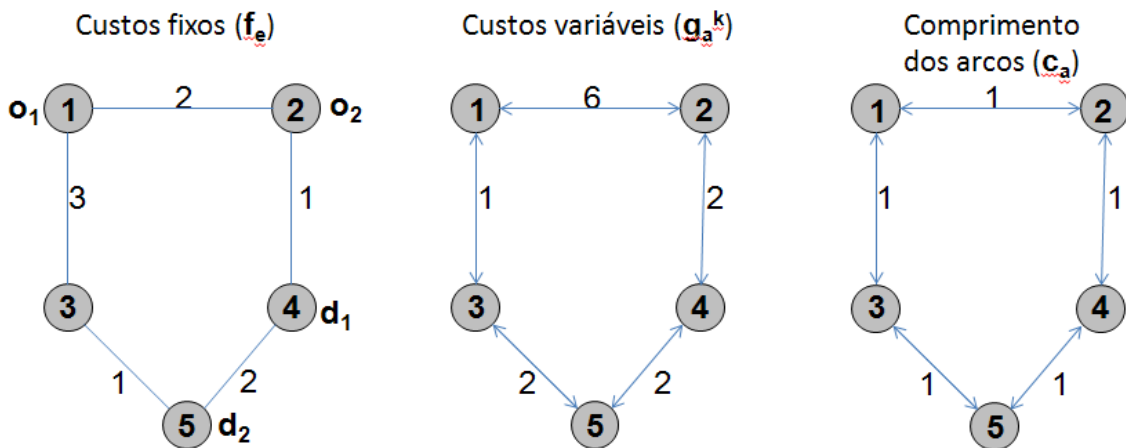 Custos fixos (fₑ)
o₁ 1 2 2 o₂
3 1
3 4 d₁
1 2
5 d₂
Custos variáveis (gₐᵏ)
1 6 2
1 2
3 4
2 2
5
Comprimento
dos arcos (cₐ)
1 1 2
1 1
3 4
1 1
5